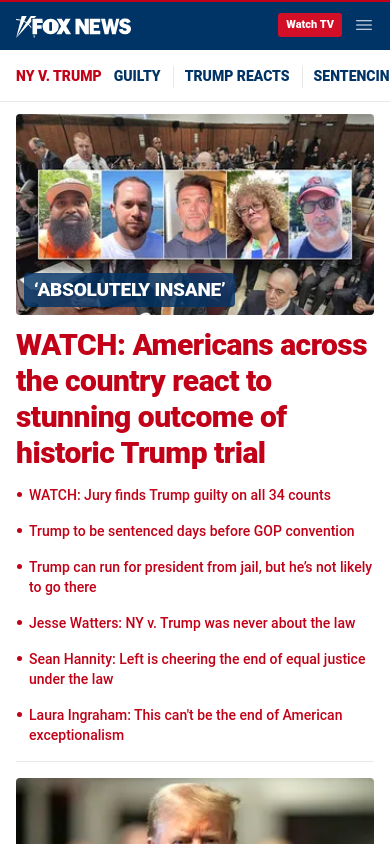 FOX NEWS
Watch TV
NY V. TRUMP GUILTY TRUMP REACTS SENTENCIN
‘ABSOLUTELY INSANE’
WATCH: Americans across
the country react to
stunning outcome of
historic Trump trial
• WATCH: Jury finds Trump guilty on all 34 counts
• Trump to be sentenced days before GOP convention
• Trump can run for president from jail, but he’s not likely
to go there
• Jesse Watters: NY v. Trump was never about the law
• Sean Hannity: Left is cheering the end of equal justice
under the law
• Laura Ingraham: This can't be the end of American
exceptionalism